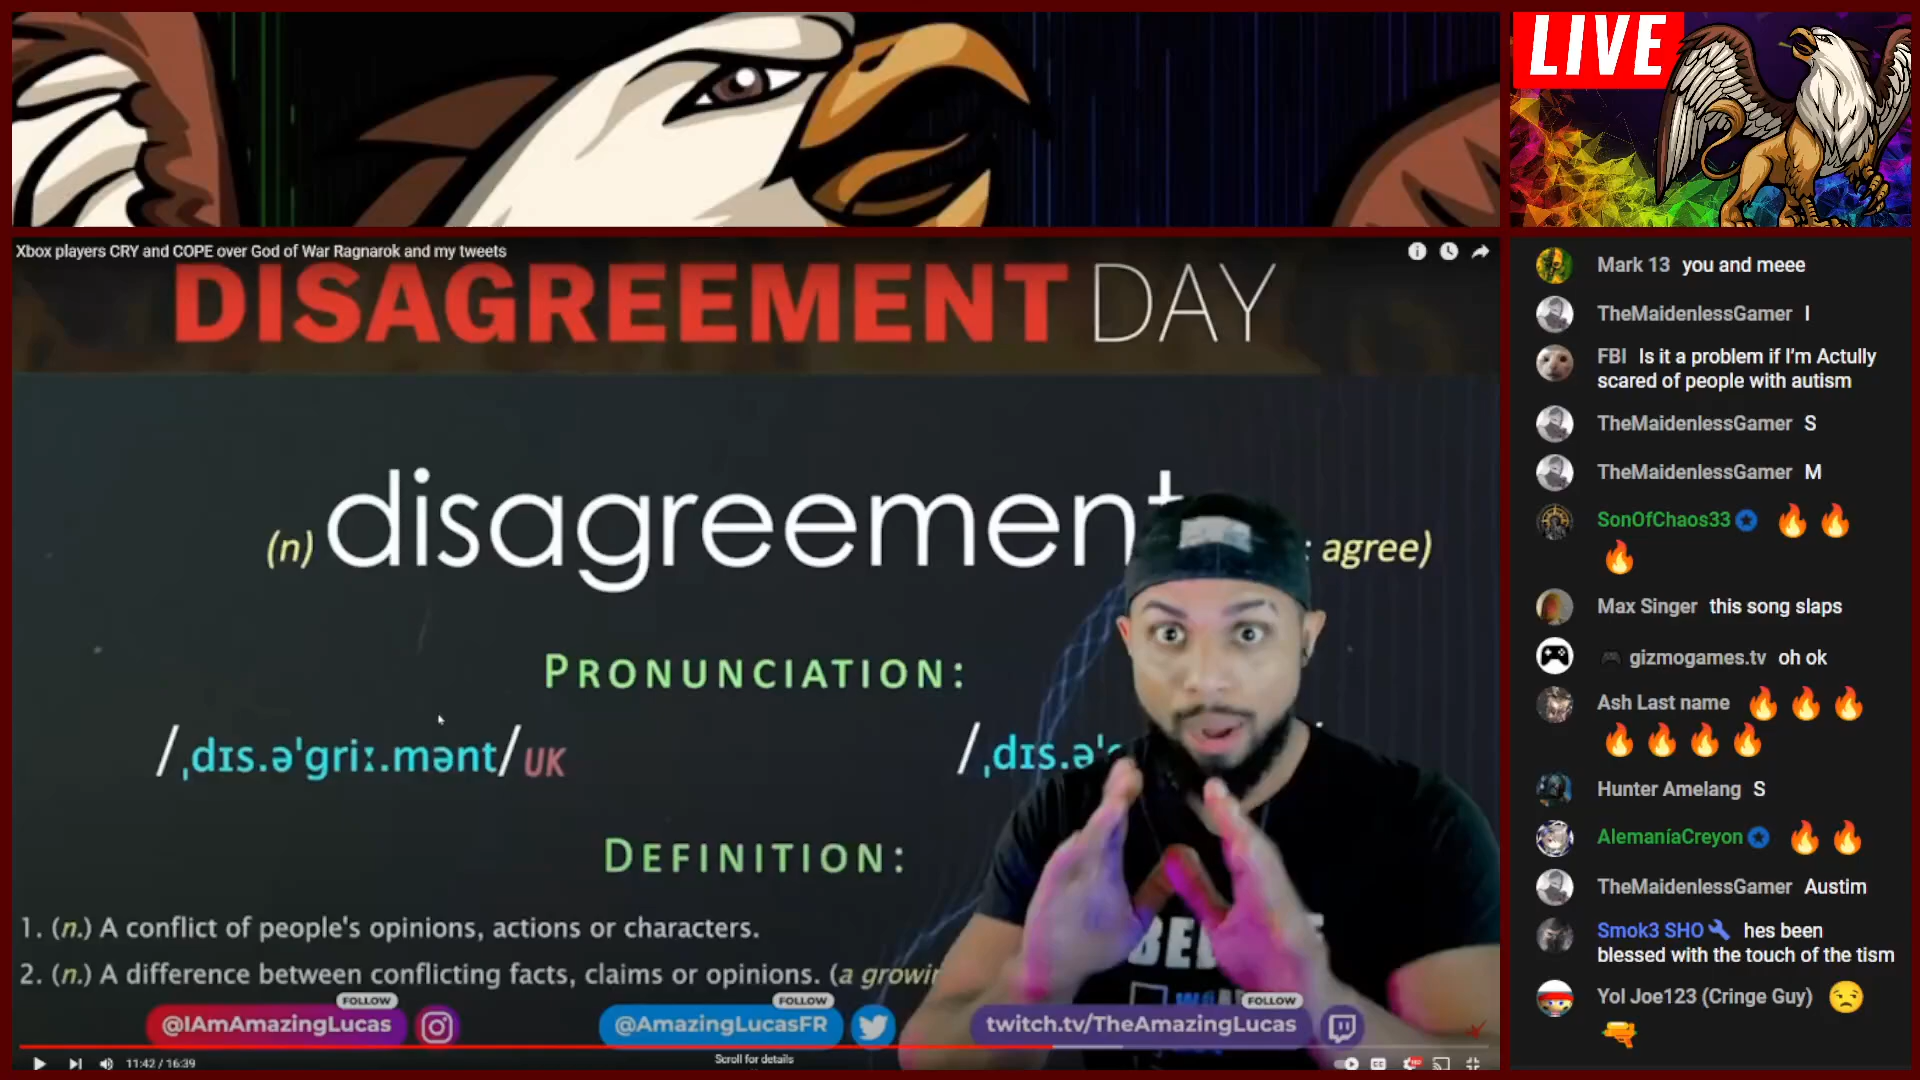 LIVE
Xbox players CRY and COPE over God of War Ragnarok and my tweets
DISAGREEMENT DAY
(n) disagreement : agree)
PRONUNCIATION:
/ˌdɪs.əˈgriː.mənt/ UK
/ˌdɪs.əˈ
DEFINITION:
1. (n.) A conflict of people's opinions, actions or characters.
2. (n.) A difference between conflicting facts, claims or opinions. (a growin
FOLLOW
@IAmAmazingLucas
FOLLOW
@AmazingLucasFR
FOLLOW
twitch.tv/TheAmazingLucas
11:42 / 16:39
Scroll for details
Mark 13 you and meee
TheMaidenlessGamer I
FBI Is it a problem if I'm Actully
scared of people with autism
TheMaidenlessGamer S
TheMaidenlessGamer M
SonOfChaos33 🔥 🔥
🔥
Max Singer this song slaps
🎮 gizmogames.tv oh ok
Ash Last name 🔥 🔥 🔥
🔥 🔥 🔥 🔥
Hunter Amelang S
AlemaníaCreyon 🔥 🔥
TheMaidenlessGamer Austim
Smok3 SHO hes been
blessed with the touch of the tism
Yol Joe123 (Cringe Guy) 😒
🔫